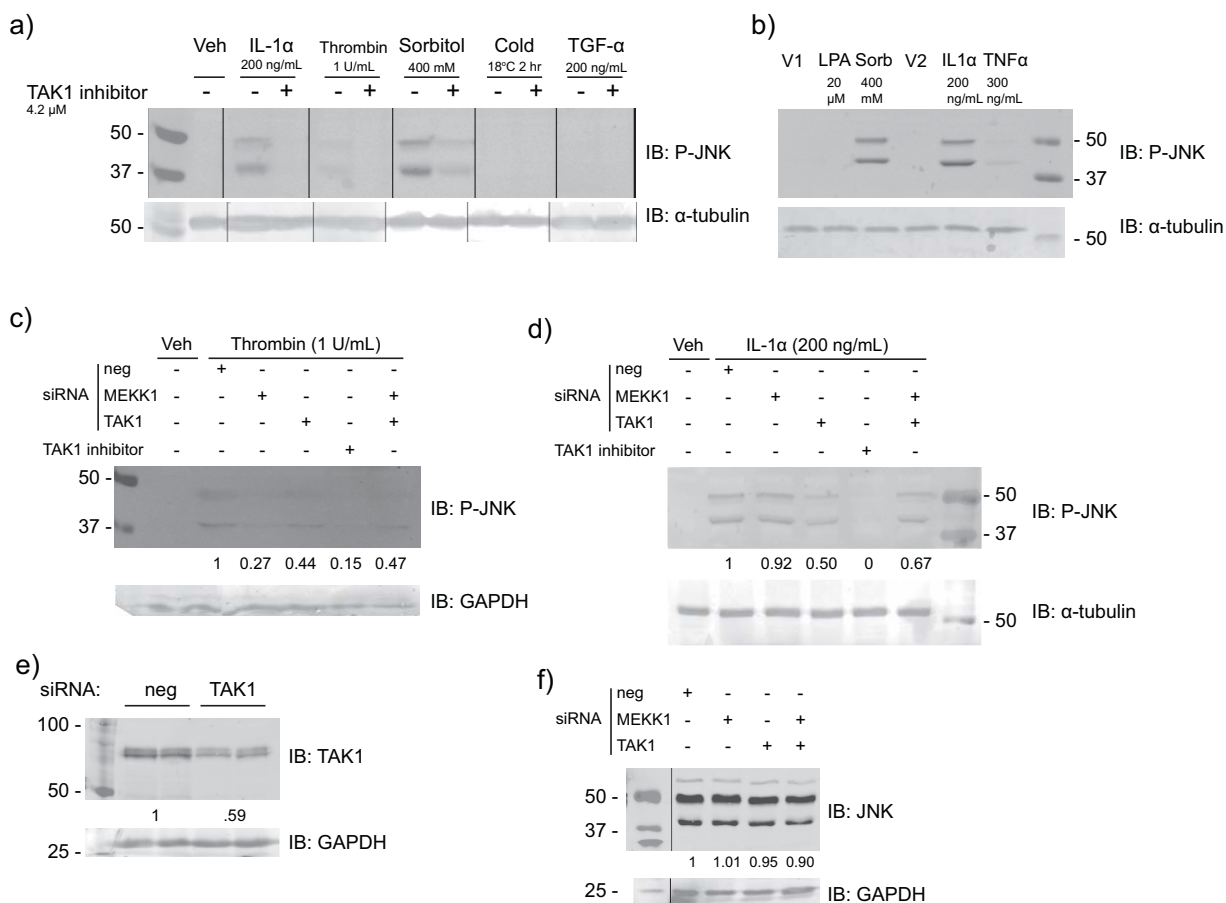 a)
Veh IL-1α Thrombin Sorbitol Cold TGF-α
200 ng/mL 1 U/mL 400 mM 18°C 2 hr 200 ng/mL
TAK1 inhibitor - - + - + - + - + - +
4.2 µM
50 -
37 -
IB: P-JNK
50 -
IB: α-tubulin
b)
V1 LPA Sorb V2 IL1α TNFα
20 µM 400 mM 200 ng/mL 300 ng/mL
- 50
- 37
IB: P-JNK
- 50
IB: α-tubulin
c)
Veh Thrombin (1 U/mL)
siRNA
neg - + - - - -
MEKK1 - - + - - +
TAK1 - - - + - +
TAK1 inhibitor - - - - + -
50 -
37 -
IB: P-JNK
1 0.27 0.44 0.15 0.47
IB: GAPDH
d)
Veh IL-1α (200 ng/mL)
siRNA
neg - + - - - -
MEKK1 - - + - - +
TAK1 - - - + - +
TAK1 inhibitor - - - - + -
- 50
- 37
IB: P-JNK
1 0.92 0.50 0 0.67
- 50
IB: α-tubulin
e)
siRNA: neg TAK1
100 -
50 -
IB: TAK1
1 .59
25 -
IB: GAPDH
f)
siRNA
neg + - - -
MEKK1 - + - +
TAK1 - - + +
50 -
37 -
IB: JNK
1 1.01 0.95 0.90
25 -
IB: GAPDH